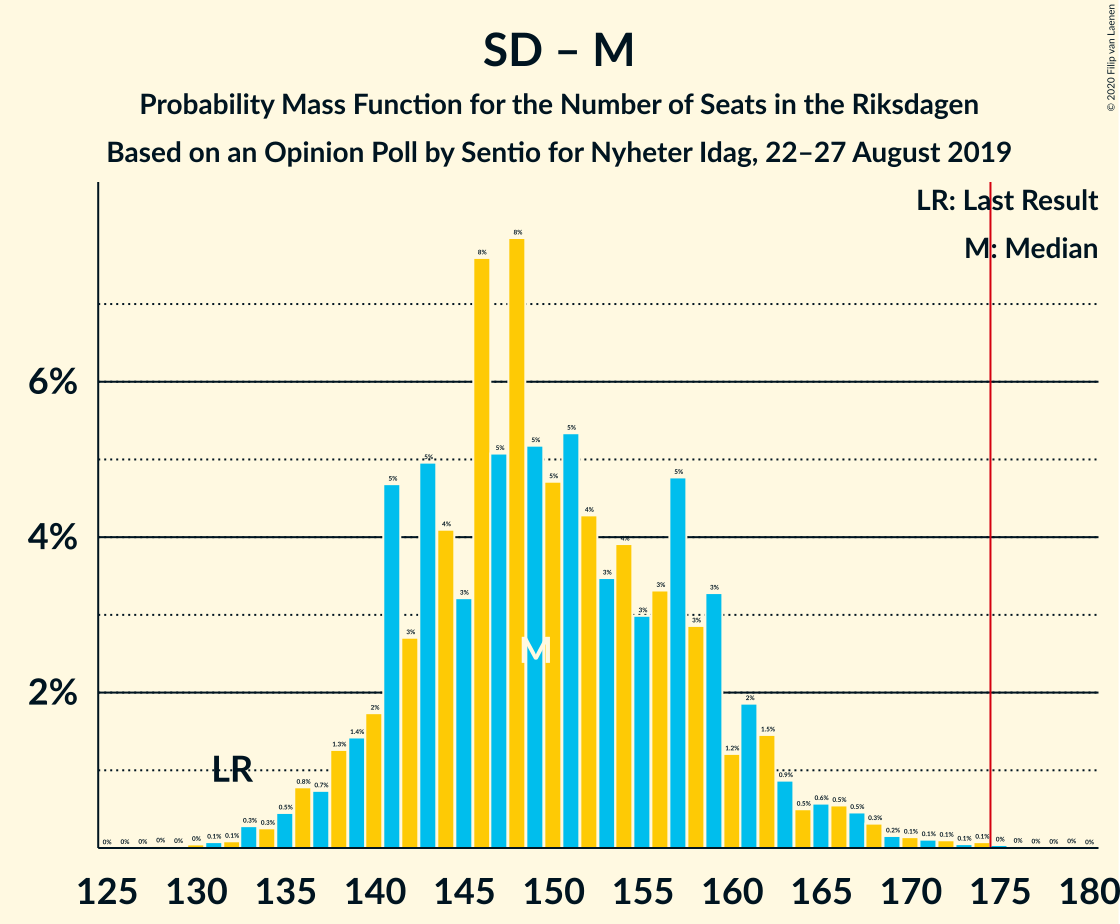 SD – M
Probability Mass Function for the Number of Seats in the Riksdagen
Based on an Opinion Poll by Sentio for Nyheter Idag, 22–27 August 2019
© 2020 Filip van Laenen
LR: Last Result
M: Median
6%
4%
2%
0% 0% 0% 0% 0% 0% 0.1% 0.1% 0.3% 0.3% 0.5% 0.8% 0.7% 1.3% 1.4% 2% 5% 3% 5% 4% 3% 8% 5% 8% 5% 5% 5% 4% 3% 4% 3% 3% 5% 3% 3% 1.2% 2% 1.5% 0.9% 0.5% 0.6% 0.5% 0.5% 0.3% 0.2% 0.1% 0.1% 0.1% 0.1% 0.1% 0% 0% 0% 0% 0% 0%
LR
M
125 130 135 140 145 150 155 160 165 170 175 180